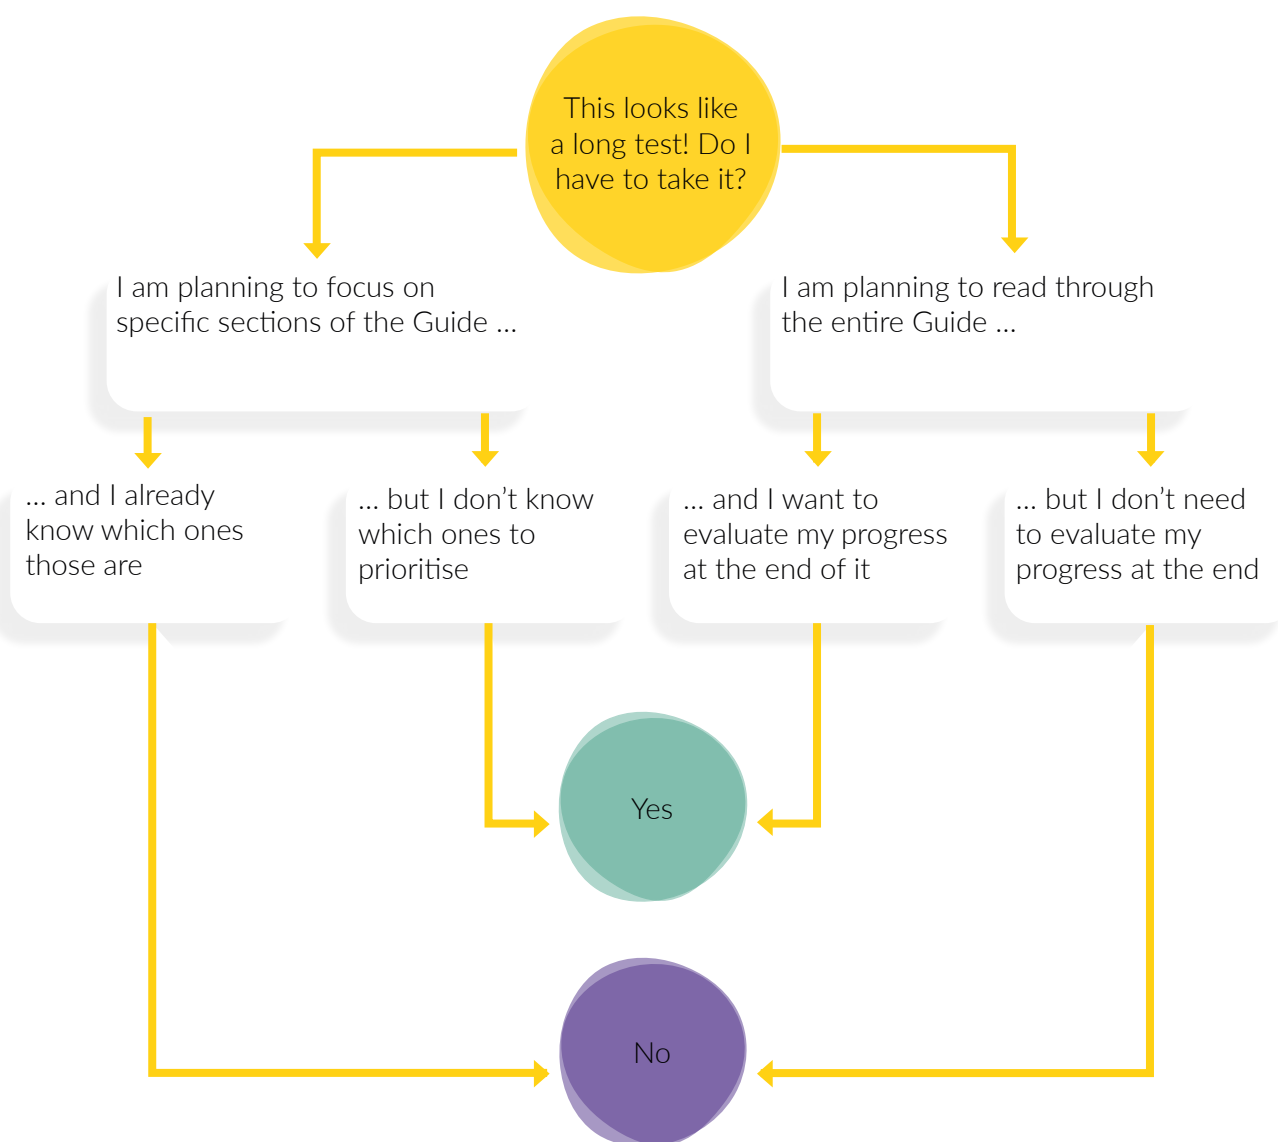 This looks like
a long test! Do I
have to take it?
I am planning to focus on
specific sections of the Guide ...
I am planning to read through
the entire Guide ...
... and I already
know which ones
those are
... but I don’t know
which ones to
prioritise
... and I want to
evaluate my progress
at the end of it
... but I don’t need
to evaluate my
progress at the end
Yes
No